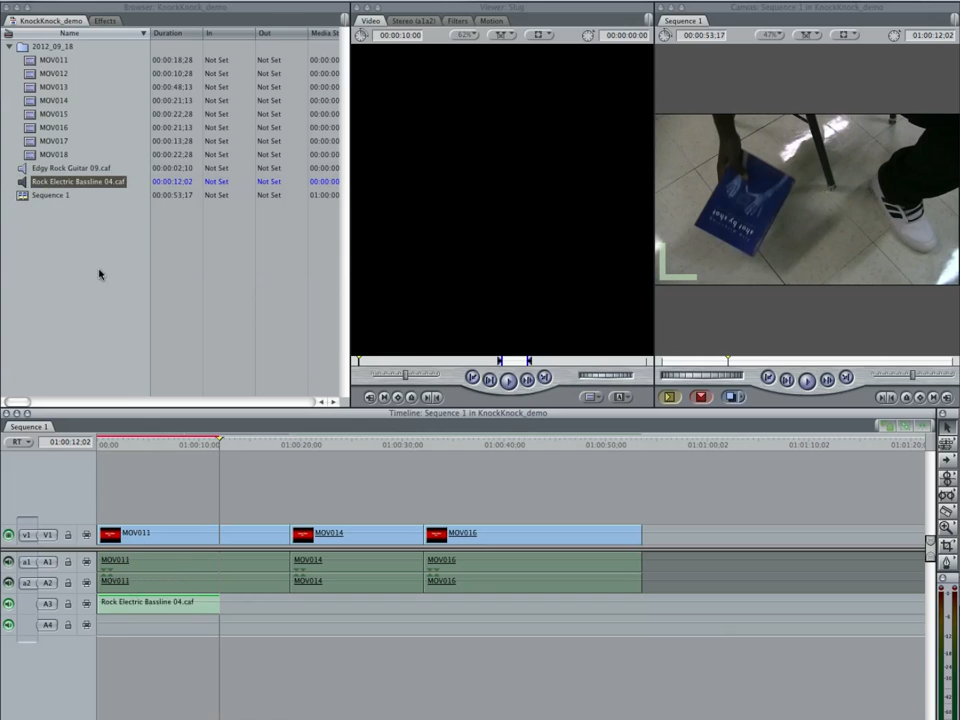 Browser: KnockKnock_demo
KnockKnock_demo Effects
Name Duration In Out Media St
2012_09_18
MOV011 00:00:18;28 Not Set Not Set 00:00:00
MOV012 00:00:10;28 Not Set Not Set 00:00:00
MOV013 00:00:48;13 Not Set Not Set 00:00:00
MOV014 00:00:21;13 Not Set Not Set 00:00:00
MOV015 00:00:22;28 Not Set Not Set 00:00:00
MOV016 00:00:21;13 Not Set Not Set 00:00:00
MOV017 00:00:13;28 Not Set Not Set 00:00:00
MOV018 00:00:22;28 Not Set Not Set 00:00:00
Edgy Rock Guitar 09.caf 00:00:02;10 Not Set Not Set 00:00:00
Rock Electric Bassline 04.caf 00:00:12;02 Not Set Not Set 00:00:00
Sequence 1 00:00:53;17 Not Set Not Set 01:00:00
Viewer: Slug
Video Stereo (a1a2) Filters Motion
00:00:10:00 62% 00:00:00:00
Canvas: Sequence 1 in KnockKnock_demo
Sequence 1
00:00:53;17 47% 01:00:12;02
shot by shot
Timeline: Sequence 1 in KnockKnock_demo
Sequence 1
RT 01:00:12;02 00;00 01:00:10;00 01:00:20;00 01:00:30;00 01:00:40;00 01:00:50;00 01:01:00;02 01:01:10;02 01:01:20;
v1 V1 MOV011 MOV014 MOV016
a1 A1 MOV011 MOV014 MOV016
a2 A2 MOV011 MOV014 MOV016
A3 Rock Electric Bassline 04.caf
A4